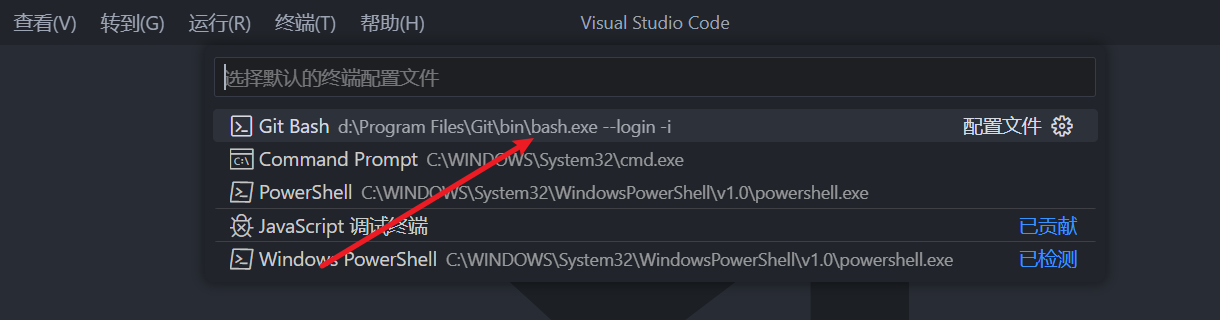 查看(V) 转到(G) 运行(R) 终端(T) 帮助(H) Visual Studio Code
选择默认的终端配置文件
Git Bash d:\Program Files\Git\bin\bash.exe --login -i 配置文件
Command Prompt C:\WINDOWS\System32\cmd.exe
PowerShell C:\WINDOWS\System32\WindowsPowerShell\v1.0\powershell.exe
JavaScript 调试终端 已贡献
Windows PowerShell C:\WINDOWS\System32\WindowsPowerShell\v1.0\powershell.exe 已检测